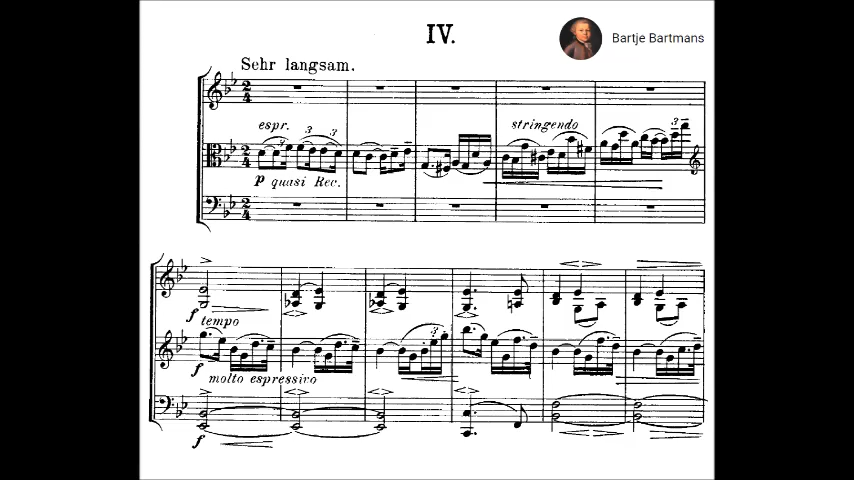 IV.
Bartje Bartmans
Sehr langsam.
espr.
3
3
stringendo
3
p quasi Rec.
f
tempo
3
f
molto espressivo
f